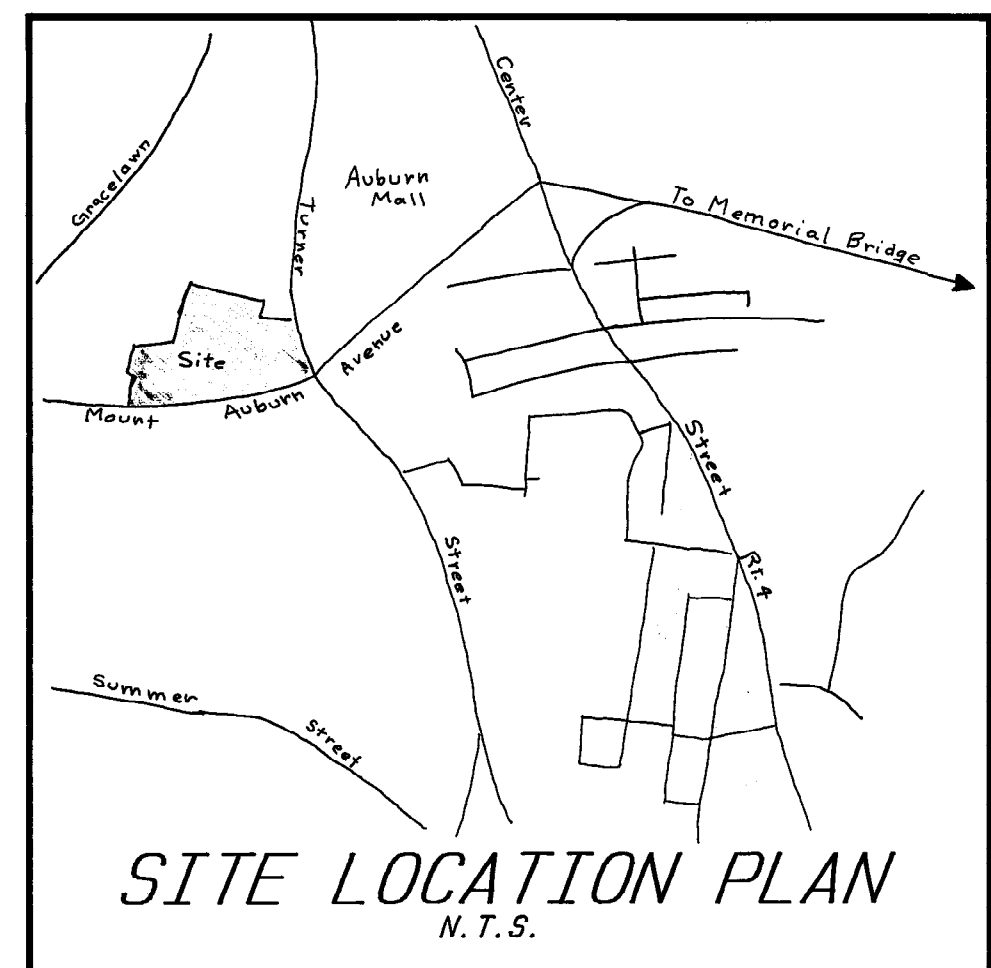 Center
Gracelawn
Turner
Auburn
Mall
To Memorial Bridge
Site
Avenue
Mount Auburn
Street
Street
Rt. 4
Summer Street
SITE LOCATION PLAN
N.T.S.